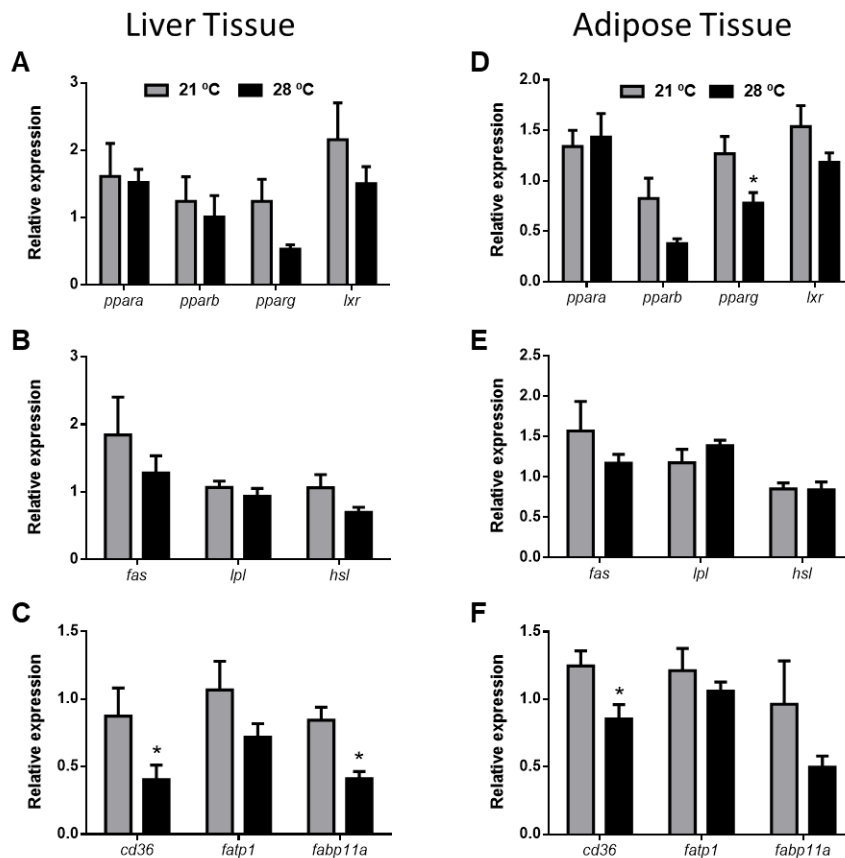 Liver Tissue
Adipose Tissue
A
21 ºC 28 ºC
Relative expression
3
2
1
0
ppara pparb pparg lxr
D
21 ºC 28 ºC
Relative expression
2.0
1.5
1.0
0.5
0.0
*
ppara pparb pparg lxr
B
Relative expression
3
2
1
0
fas lpl hsl
E
Relative expression
2.5
2.0
1.5
1.0
0.5
0.0
fas lpl hsl
C
Relative expression
1.5
1.0
0.5
0.0
* *
cd36 fatp1 fabp11a
F
Relative expression
1.5
1.0
0.5
0.0
*
cd36 fatp1 fabp11a